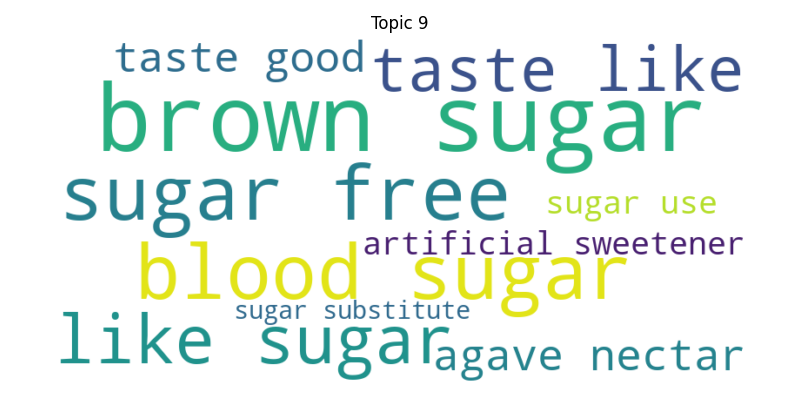 Topic 9
taste good
taste like
brown sugar
sugar free
sugar use
artificial sweetener
blood sugar
sugar substitute
like sugar
agave nectar